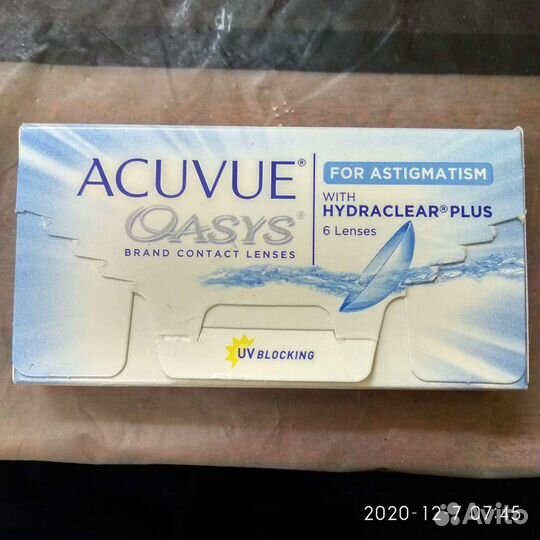 ACUVUE®
OASYS®
BRAND CONTACT LENSES
FOR ASTIGMATISM
WITH
HYDRACLEAR® PLUS
6 Lenses
UV BLOCKING
2020-12-7 07:45
Avito